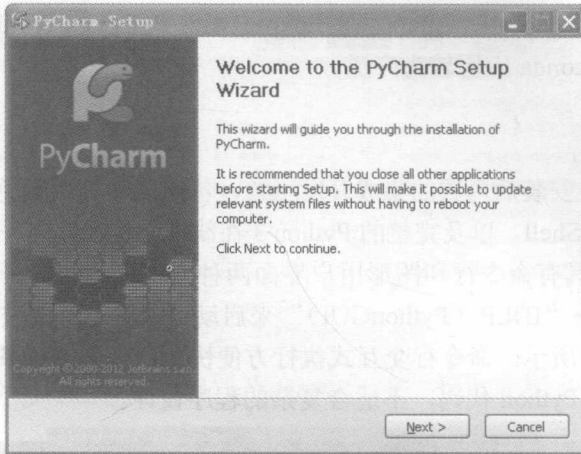 PyCharm Setup
PyCharm
Welcome to the PyCharm Setup
Wizard
This wizard will guide you through the installation of
PyCharm.
It is recommended that you close all other applications
before starting Setup. This will make it possible to update
relevant system files without having to reboot your
computer.
Click Next to continue.
Copyright ©2000-2012 JetBrains s.r.o.
All rights reserved.
Next >
Cancel